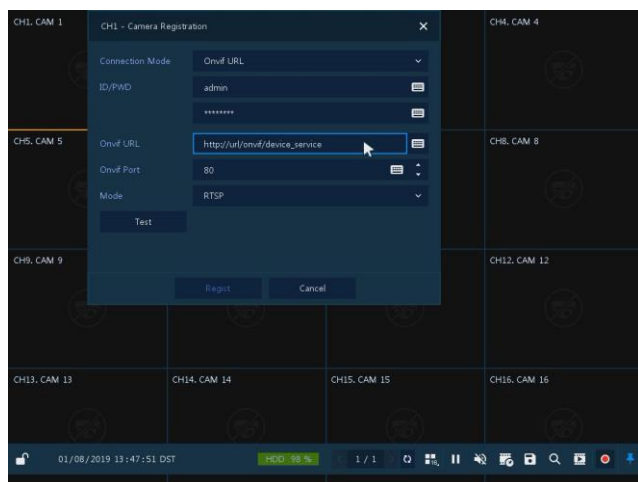 CH1. CAM 1
CH1 - Camera Registration
CH4. CAM 4
Connection Mode
Onvif URL
ID/PWD
admin
********
CH5. CAM 5
Onvif URL
http://url/onvif/device_service
CH8. CAM 8
Onvif Port
80
Mode
RTSP
Test
CH9. CAM 9
CH12. CAM 12
Regist
Cancel
CH13. CAM 13
CH14. CAM 14
CH15. CAM 15
CH16. CAM 16
01/08/2019 13:47:51 DST
HDD 98 %
1 / 1
16